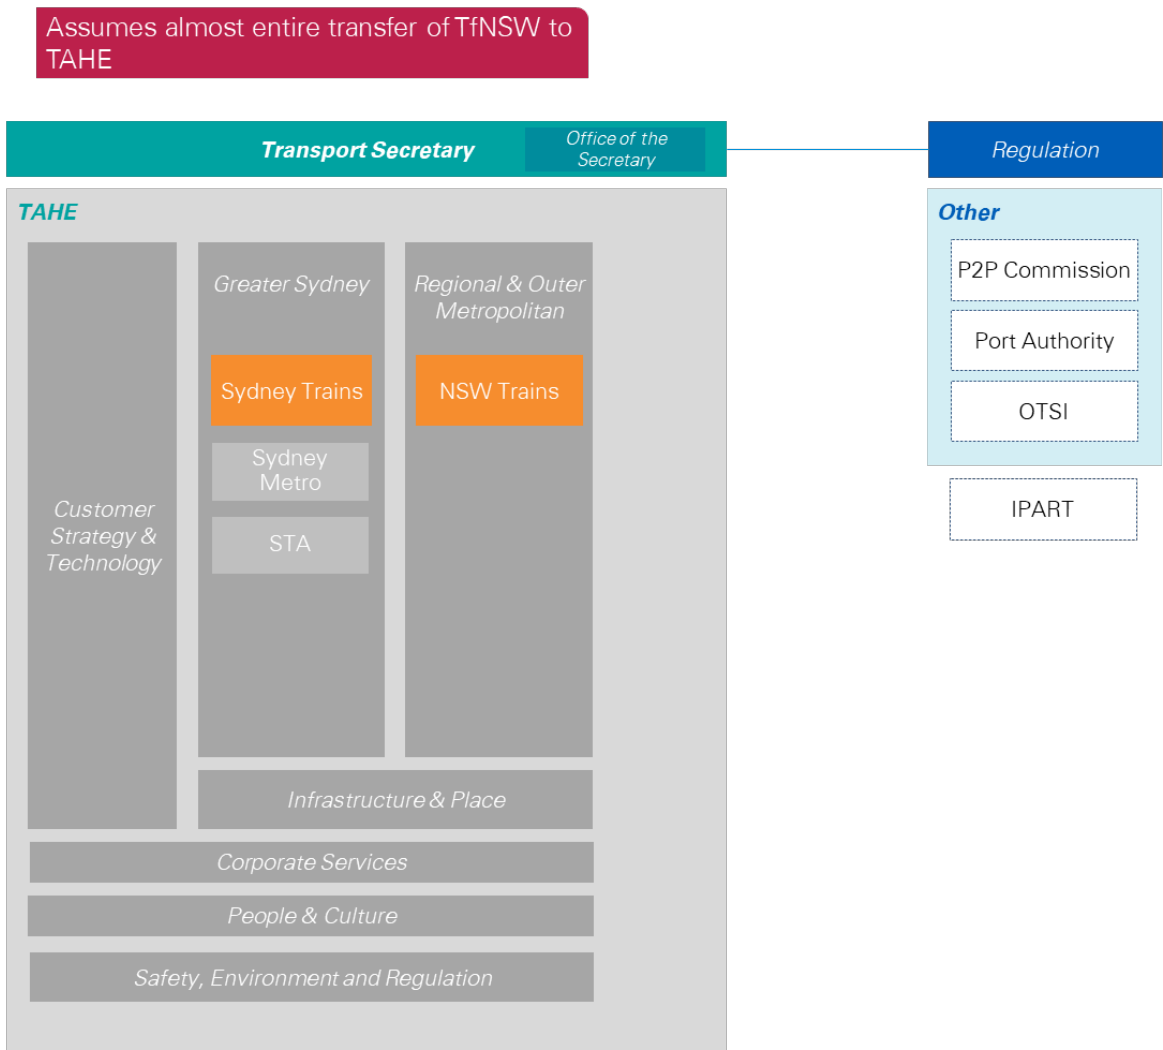 Assumes almost entire transfer of TfNSW to
TAHE
Transport Secretary
Office of the
Secretary
Regulation
TAHE
Other
Customer
Strategy &
Technology
Greater Sydney
Sydney Trains
Sydney
Metro
STA
Regional & Outer
Metropolitan
NSW Trains
Infrastructure & Place
Corporate Services
People & Culture
Safety, Environment and Regulation
P2P Commission
Port Authority
OTSI
IPART